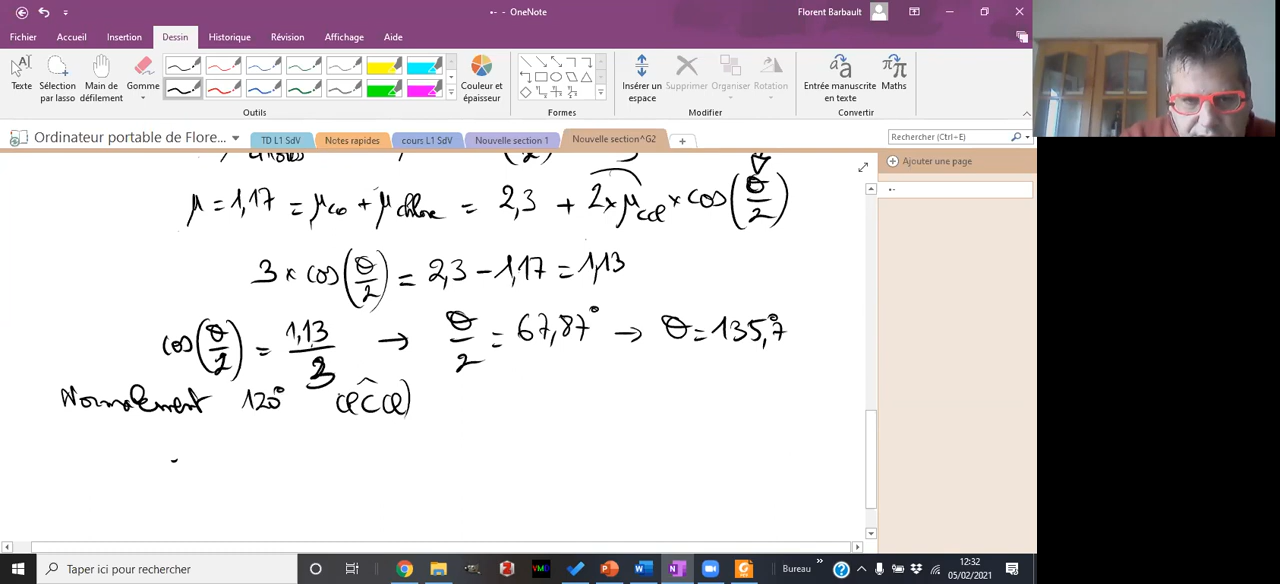 •- - OneNote
Florent Barbault
Fichier Accueil Insertion Dessin Historique Révision Affichage Aide
Texte
Sélection par lasso
Main de défilement
Gomme
Couleur et épaisseur
Insérer un espace
Supprimer
Organiser
Rotation
Entrée manuscrite en texte
Maths
Outils
Formes
Modifier
Convertir
Ordinateur portable de Flore...
TD L1 SdV
Notes rapides
cours L1 SdV
Nouvelle section 1
Nouvelle section^G2
Rechercher (Ctrl+E)
Ajouter une page
μ = 1,17 = μco + μchlore = 2,3 + 2×μccl × cos(θ/2)
3 × cos(θ/2) = 2,3 – 1,17 = 1,13
cos(θ/2) = 1,13/3 → θ/2 = 67,87° → θ = 135,7°
Normalement 120° (ClCCl)
Taper ici pour rechercher
VMD
Bureau »
12:32
05/02/2021